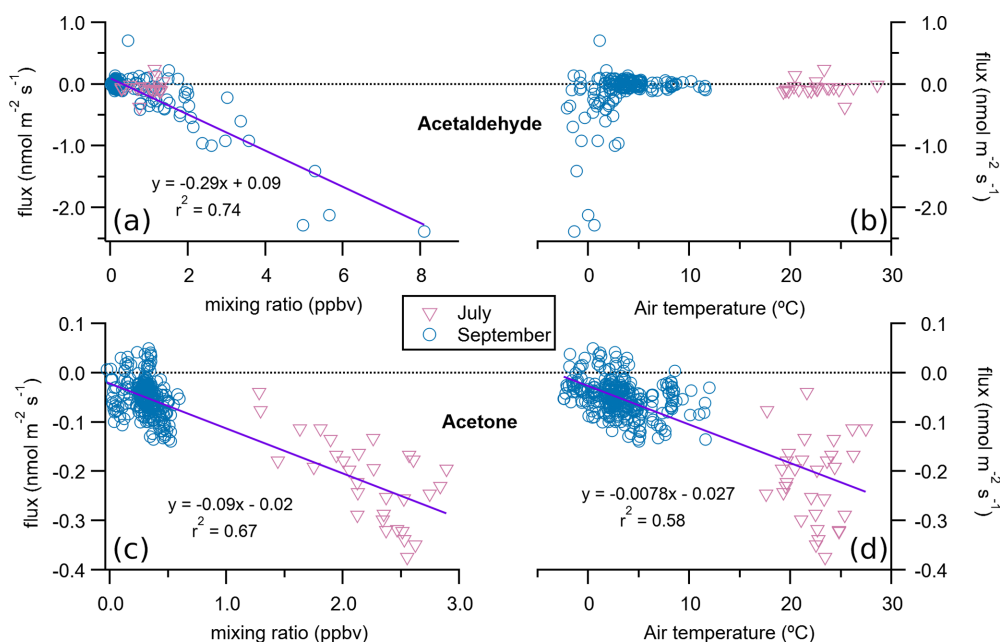 1.0
0.0
-1.0
-2.0
flux (nmol m⁻² s⁻¹)
y = -0.29x + 0.09
r² = 0.74
(a)
0
2
4
6
8
mixing ratio (ppbv)
Acetaldehyde
1.0
0.0
-1.0
-2.0
flux (nmol m⁻² s⁻¹)
(b)
0
10
20
30
Air temperature (ºC)
July
September
0.1
0.0
-0.1
-0.2
-0.3
-0.4
flux (nmol m⁻² s⁻¹)
y = -0.09x - 0.02
r² = 0.67
(c)
0
1.0
2.0
3.0
mixing ratio (ppbv)
Acetone
0.1
0.0
-0.1
-0.2
-0.3
-0.4
flux (nmol m⁻² s⁻¹)
y = -0.0078x - 0.027
r² = 0.58
(d)
0
10
20
30
Air temperature (ºC)